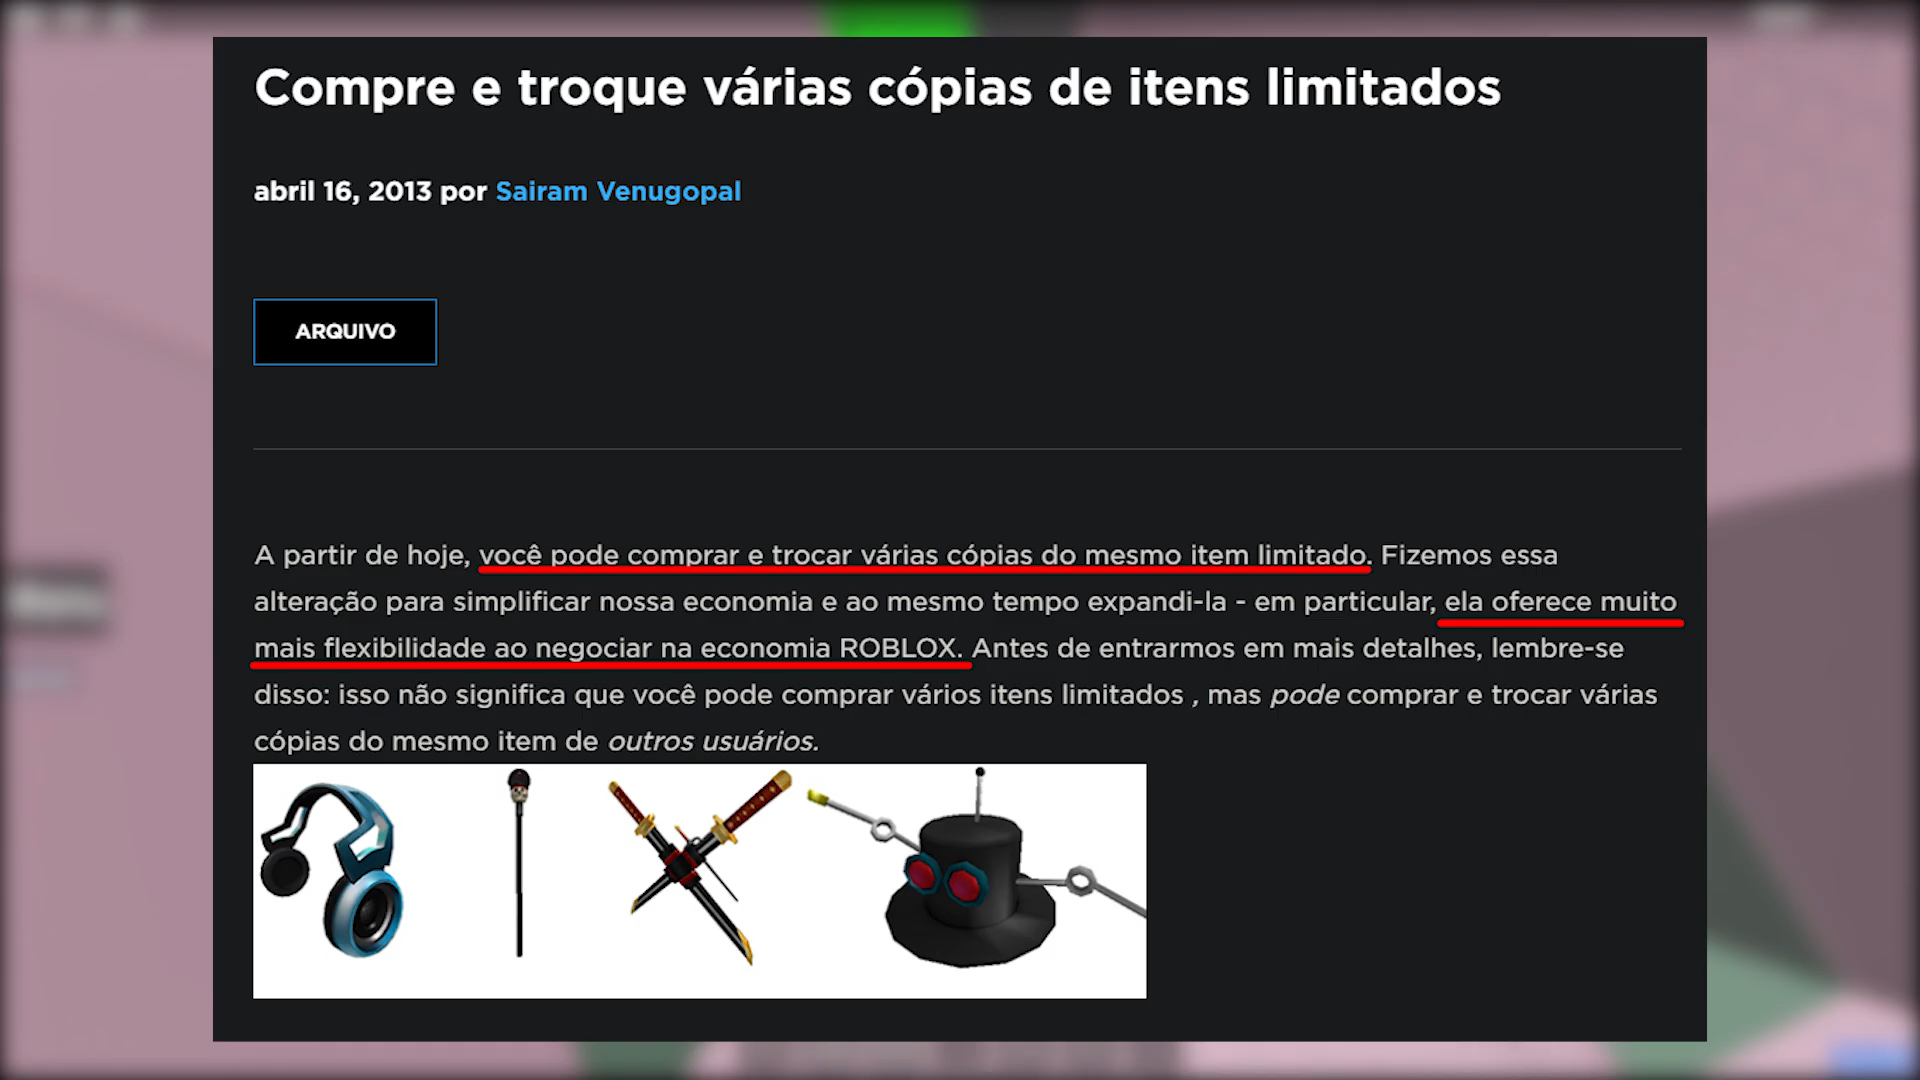 Compre e troque várias cópias de itens limitados
abril 16, 2013 por Sairam Venugopal
ARQUIVO
A partir de hoje, você pode comprar e trocar várias cópias do mesmo item limitado. Fizemos essa
alteração para simplificar nossa economia e ao mesmo tempo expandi-la - em particular, ela oferece muito
mais flexibilidade ao negociar na economia ROBLOX. Antes de entrarmos em mais detalhes, lembre-se
disso: isso não significa que você pode comprar vários itens limitados , mas pode comprar e trocar várias
cópias do mesmo item de outros usuários.